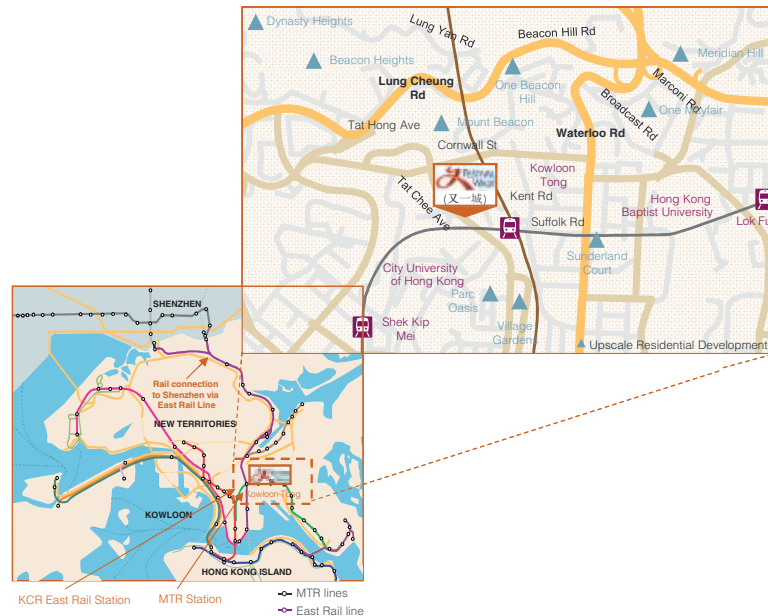 Dynasty Heights
Lung Yan Rd
Beacon Hill Rd
Beacon Heights
Meridian Hill
Lung Cheung
Rd
One Beacon
Hill
Marconi Rd
Broadcast Rd
One Mayfair
Tat Hong Ave
Mount Beacon
Waterloo Rd
Cornwall St
Kowloon
Tong
(又一城)
Kent Rd
Tat Chee Ave
Hong Kong
Baptist University
Suffolk Rd
Lok Fu
Sunderland
Court
City University
of Hong Kong
Parc
Oasis
Village
Gardens
Shek Kip
Mei
Upscale Residential Development
SHENZHEN
Rail connection
to Shenzhen via
East Rail Line
NEW TERRITORIES
Kowloon Tong
KOWLOON
HONG KONG ISLAND
KCR East Rail Station
MTR Station
MTR lines
East Rail line